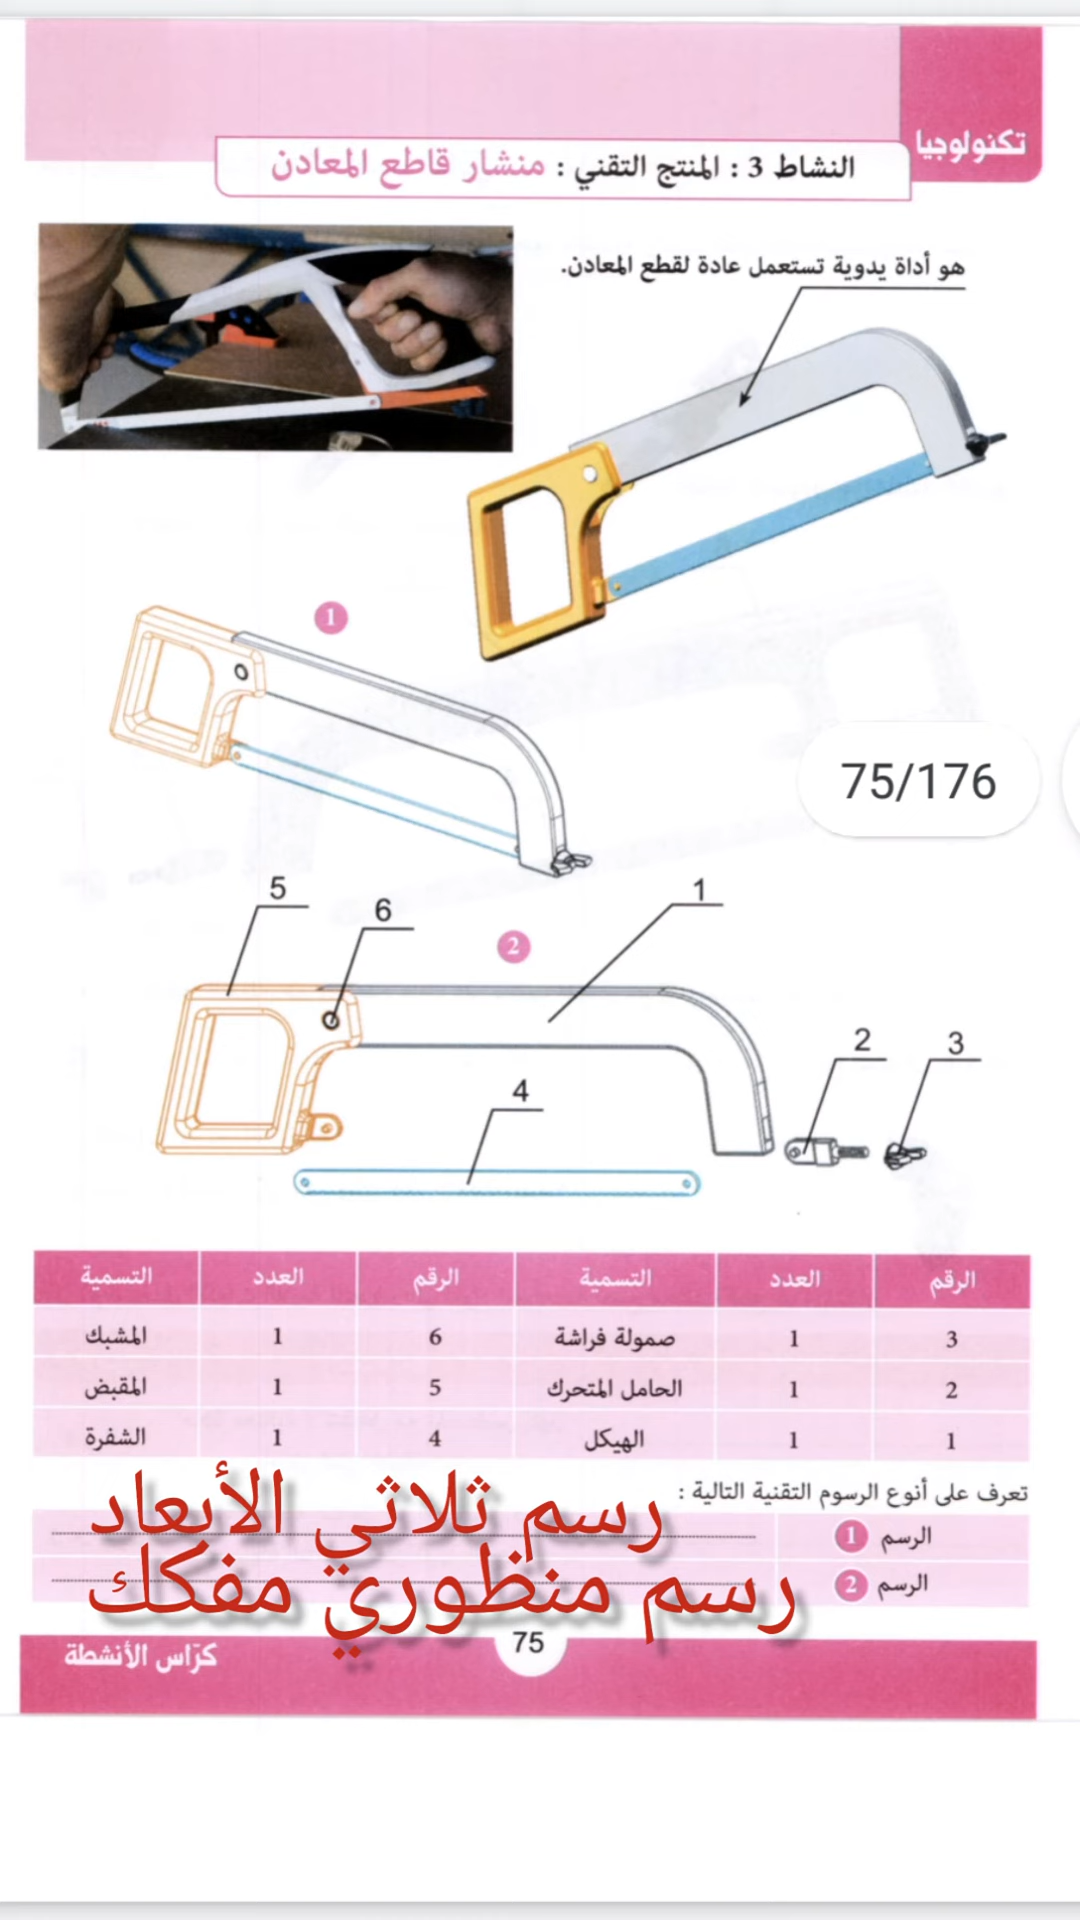 تكنولوجيا
النشاط 3 : المنتج التقني : منشار قاطع المعادن
هو أداة يدوية تستعمل عادة لقطع المعادن.
1
75/176
5
6
1
2
2
3
4
الرقم العدد التسمية الرقم العدد التسمية
3 1 صمولة فراشة 6 1 المشبك
2 1 الحامل المتحرك 5 1 المقبض
1 1 الهيكل 4 1 الشفرة
تعرف على أنوع الرسوم التقنية التالية :
الرسم 1 رسم ثلاثي الأبعاد
الرسم 2 رسم منظوري مفكك
75
كرّاس الأنشطة